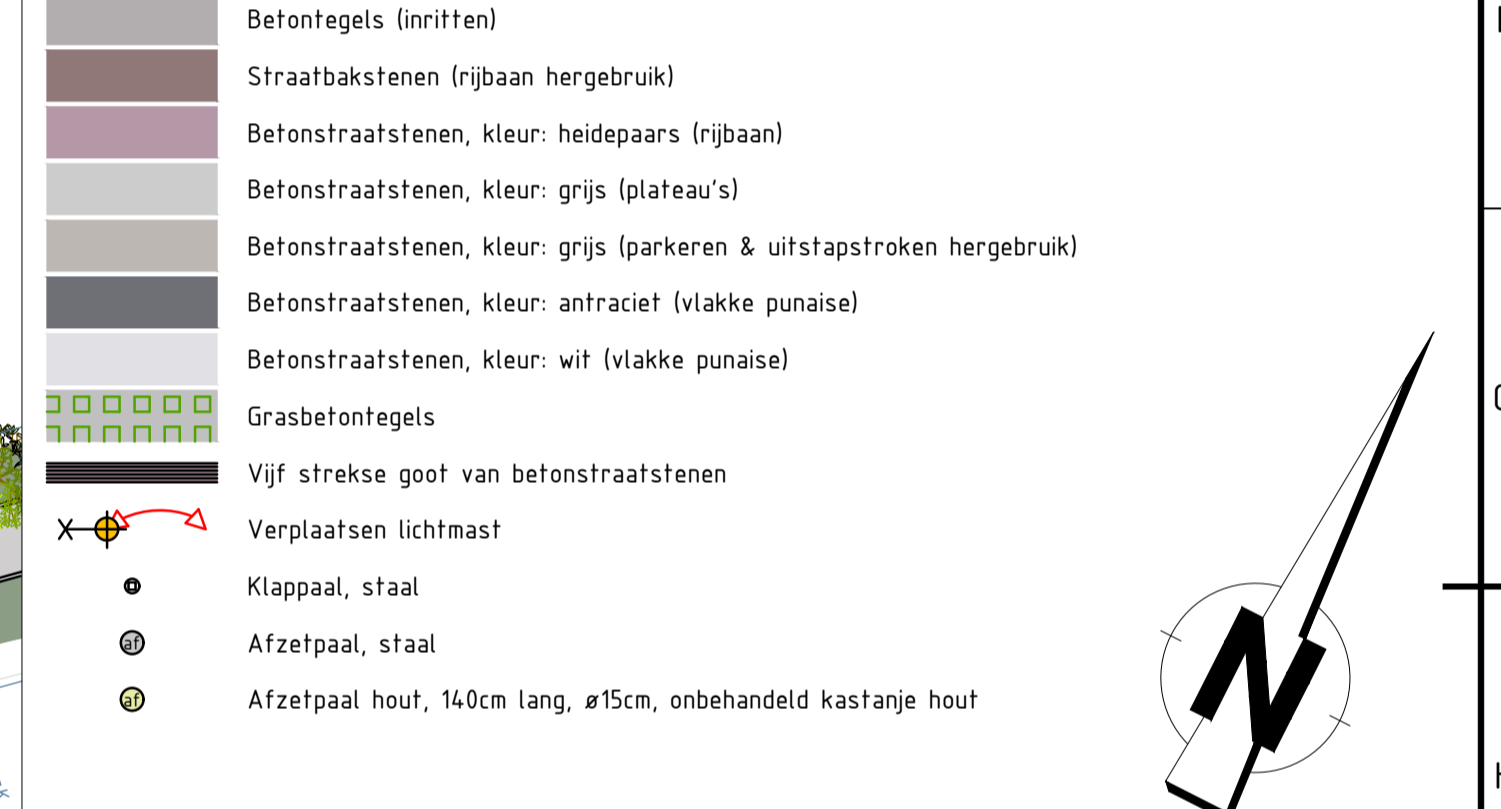 Betontegels (inritten)
Straatbakstenen (rijbaan hergebruik)
Betonstraatstenen, kleur: heidepaars (rijbaan)
Betonstraatstenen, kleur: grijs (plateau's)
Betonstraatstenen, kleur: grijs (parkeren & uitstapstroken hergebruik)
Betonstraatstenen, kleur: antraciet (vlakke punaise)
Betonstraatstenen, kleur: wit (vlakke punaise)
Grasbetontegels
Vijf strekse goot van betonstraatstenen
Verplaatsen lichtmast
Klappaal, staal
af Afzetpaal, staal
af Afzetpaal hout, 140cm lang, ø15cm, onbehandeld kastanje hout
N